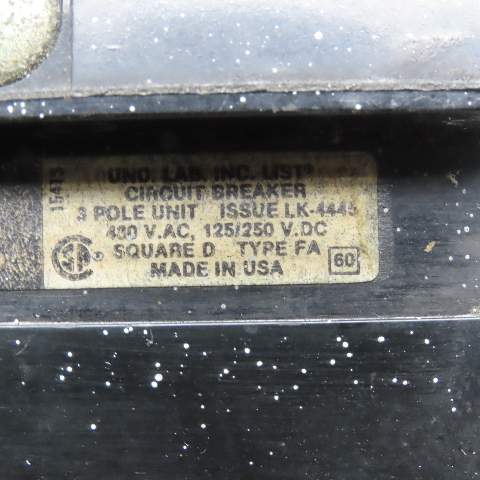 UND. LAB. INC. LIST
CIRCUIT BREAKER
3 POLE UNIT ISSUE LK-4445
480 V.AC, 125/250 V.DC
SQUARE D TYPE FA
MADE IN USA
60
SA